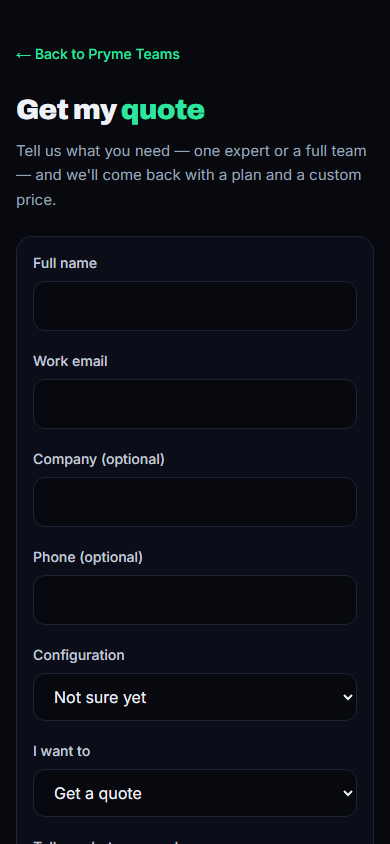 ← Back to Pryme Teams
Get my quote
Tell us what you need — one expert or a full team
— and we'll come back with a plan and a custom
price.
Full name
Work email
Company (optional)
Phone (optional)
Configuration
Not sure yet
I want to
Get a quote